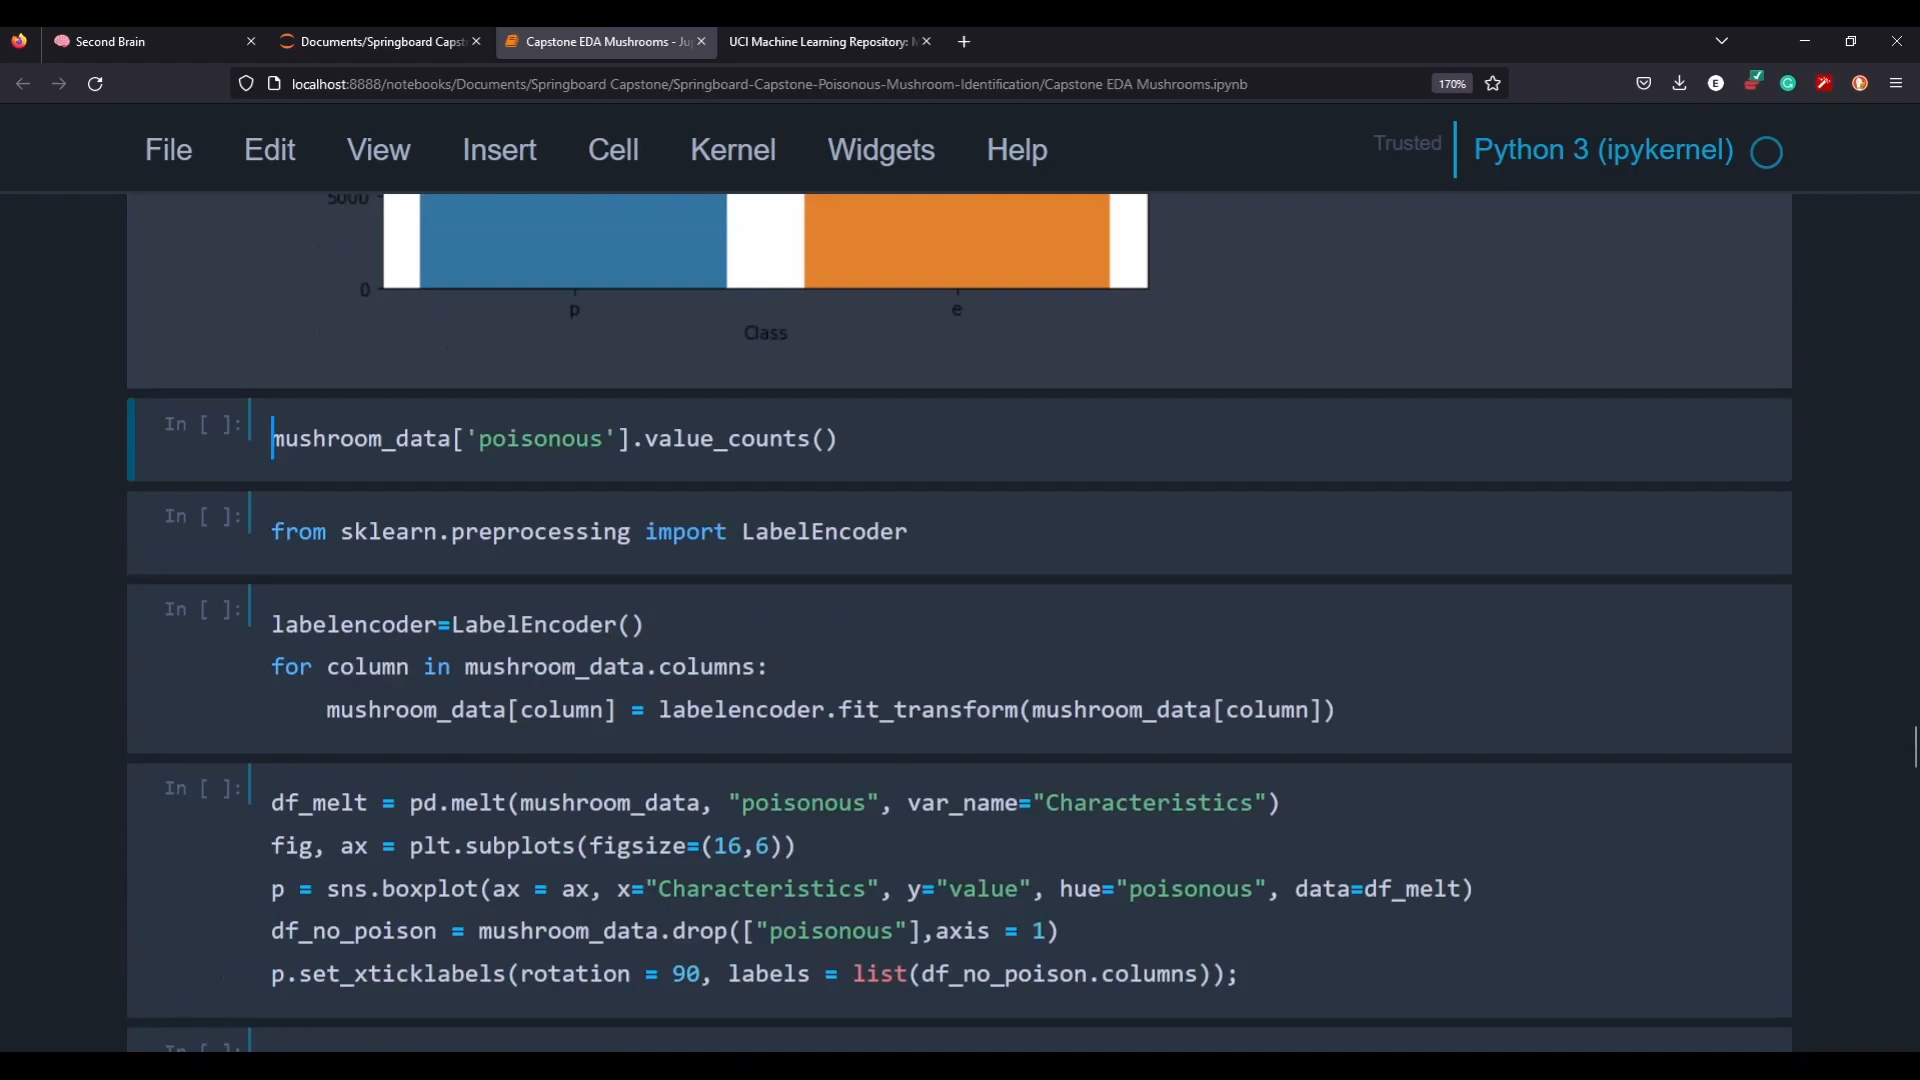 Second Brain
Documents/Springboard Capst
Capstone EDA Mushrooms - Ju
UCI Machine Learning Repository:
localhost:8888/notebooks/Documents/Springboard Capstone/Springboard-Capstone-Poisonous-Mushroom-Identification/Capstone EDA Mushrooms.ipynb
170%
File Edit View Insert Cell Kernel Widgets Help
Trusted
Python 3 (ipykernel)
5000
0
p e
Class
In [ ]:
mushroom_data['poisonous'].value_counts()
In [ ]:
from sklearn.preprocessing import LabelEncoder
In [ ]:
labelencoder=LabelEncoder()
for column in mushroom_data.columns:
    mushroom_data[column] = labelencoder.fit_transform(mushroom_data[column])
In [ ]:
df_melt = pd.melt(mushroom_data, "poisonous", var_name="Characteristics")
fig, ax = plt.subplots(figsize=(16,6))
p = sns.boxplot(ax = ax, x="Characteristics", y="value", hue="poisonous", data=df_melt)
df_no_poison = mushroom_data.drop(["poisonous"],axis = 1)
p.set_xticklabels(rotation = 90, labels = list(df_no_poison.columns));
In [ ]: